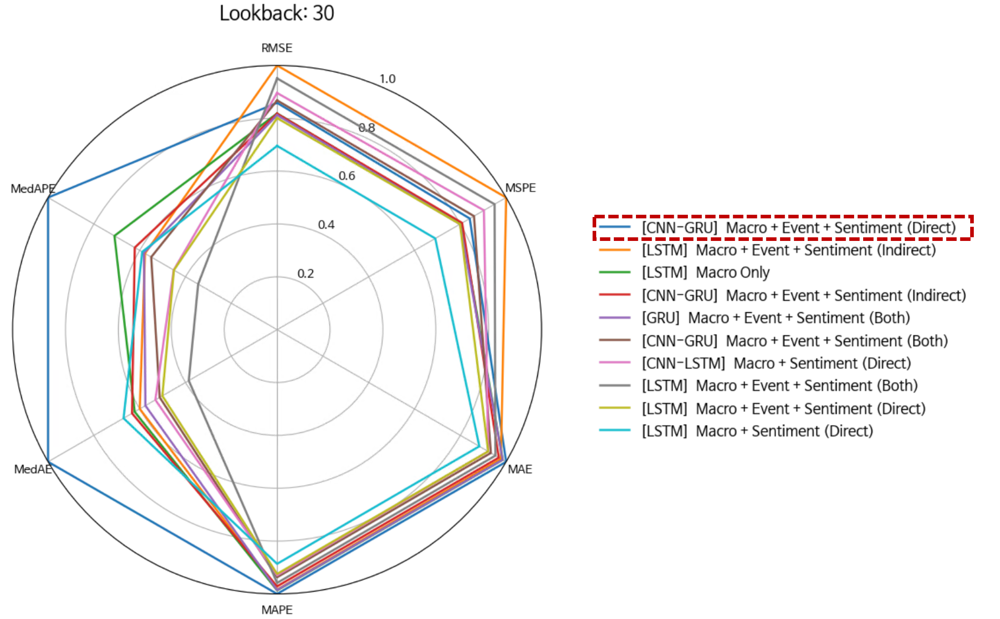 Lookback: 30
RMSE
1.0
0.8
0.6
0.4
0.2
MedAPE
MSPE
MedAE
MAE
MAPE
[CNN-GRU] Macro + Event + Sentiment (Direct)
[LSTM] Macro + Event + Sentiment (Indirect)
[LSTM] Macro Only
[CNN-GRU] Macro + Event + Sentiment (Indirect)
[GRU] Macro + Event + Sentiment (Both)
[CNN-GRU] Macro + Event + Sentiment (Both)
[CNN-LSTM] Macro + Sentiment (Direct)
[LSTM] Macro + Event + Sentiment (Both)
[LSTM] Macro + Event + Sentiment (Direct)
[LSTM] Macro + Sentiment (Direct)